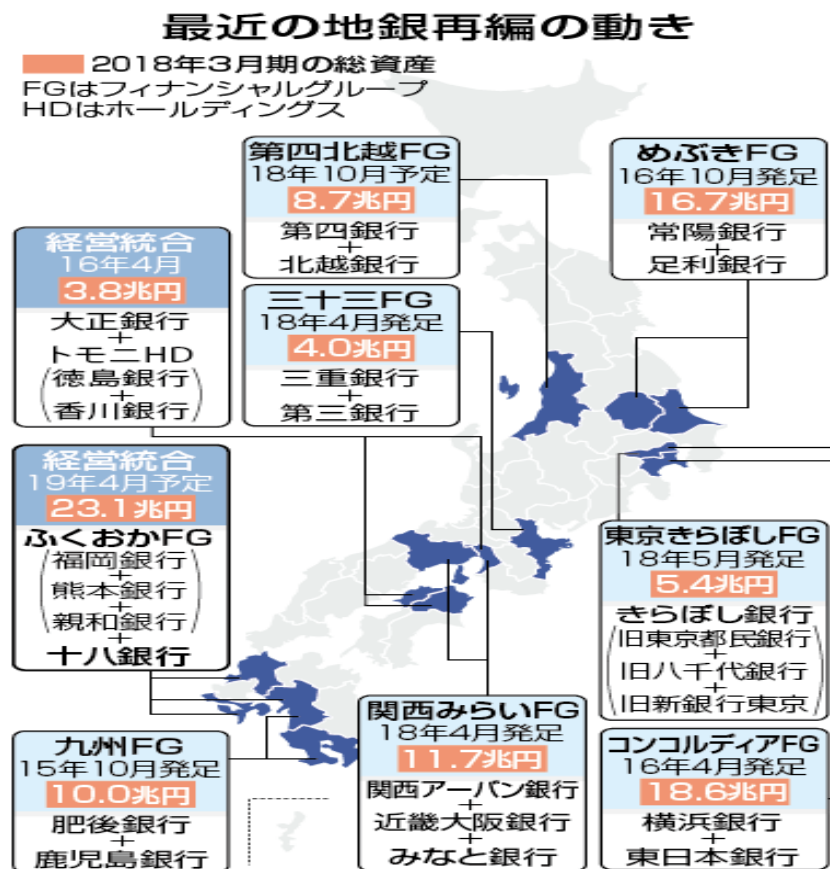 最近の地銀再編の動き
2018年3月期の総資産
FGはフィナンシャルグループ
HDはホールディングス
第四北越FG
18年10月予定
8.7兆円
第四銀行
+
北越銀行
めぶきFG
16年10月発足
16.7兆円
常陽銀行
+
足利銀行
経営統合
16年4月
3.8兆円
大正銀行
+
トモニHD
(徳島銀行
+
香川銀行)
三十三FG
18年4月発足
4.0兆円
三重銀行
+
第三銀行
経営統合
19年4月予定
23.1兆円
ふくおかFG
(福岡銀行
+
熊本銀行
+
親和銀行)
+
十八銀行
東京きらぼしFG
18年5月発足
5.4兆円
きらぼし銀行
(旧東京都民銀行
+
旧八千代銀行
+
旧新銀行東京)
九州FG
15年10月発足
10.0兆円
肥後銀行
+
鹿児島銀行
関西みらいFG
18年4月発足
11.7兆円
関西アーバン銀行
+
近畿大阪銀行
+
みなと銀行
コンコルディアFG
16年4月発足
18.6兆円
横浜銀行
+
東日本銀行